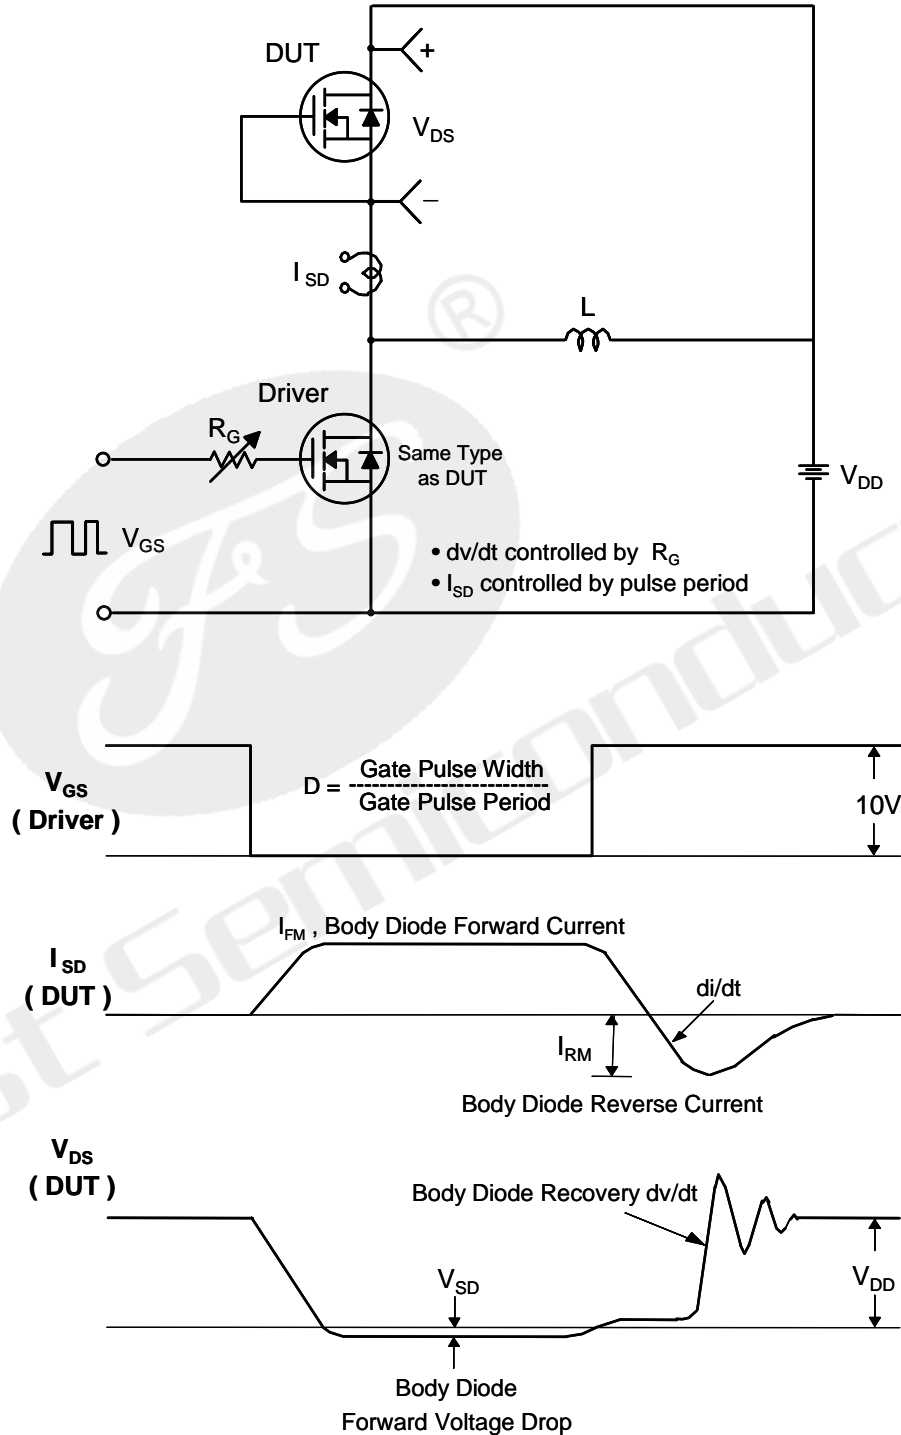 DUT
+
V_DS
–
I_SD
L
Driver
R_G
Same Type
as DUT
V_DD
V_GS
• dv/dt controlled by R_G
• I_SD controlled by pulse period
®
FS
st Semiconduc
V_GS
( Driver )
D = Gate Pulse Width
Gate Pulse Period
10V
I_FM , Body Diode Forward Current
I_SD
( DUT )
di/dt
I_RM
Body Diode Reverse Current
V_DS
( DUT )
Body Diode Recovery dv/dt
V_SD
V_DD
Body Diode
Forward Voltage Drop